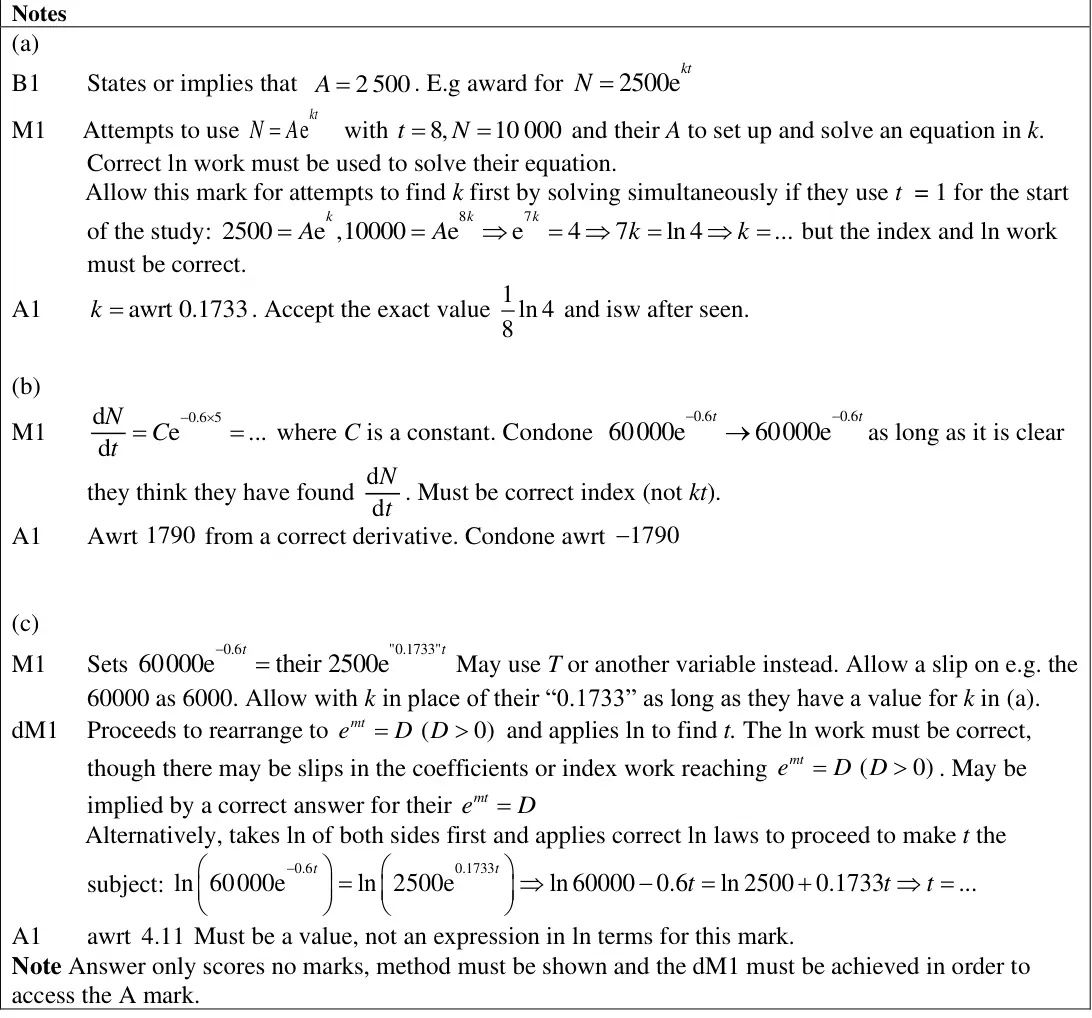 Notes
(a)
B1 States or implies that A = 2 500. E.g award for N = 2500e^{kt}
M1 Attempts to use N = Ae^{kt} with t = 8, N = 10 000 and their A to set up and solve an equation in k.
Correct ln work must be used to solve their equation.
Allow this mark for attempts to find k first by solving simultaneously if they use t = 1 for the start
of the study: 2500 = Ae^{k}, 10000 = Ae^{8k} ⇒ e^{7k} = 4 ⇒ 7k = ln 4 ⇒ k = ... but the index and ln work
must be correct.
A1 k = awrt 0.1733. Accept the exact value 1/8 ln 4 and isw after seen.
(b)
M1 dN/dt = Ce^{−0.6×5} = ... where C is a constant. Condone 60000e^{−0.6t} → 60000e^{−0.6t} as long as it is clear
they think they have found dN/dt. Must be correct index (not kt).
A1 Awrt 1790 from a correct derivative. Condone awrt −1790
(c)
M1 Sets 60000e^{−0.6t} = their 2500e^{"0.1733"t} May use T or another variable instead. Allow a slip on e.g. the
60000 as 6000. Allow with k in place of their “0.1733” as long as they have a value for k in (a).
dM1 Proceeds to rearrange to e^{mt} = D (D > 0) and applies ln to find t. The ln work must be correct,
though there may be slips in the coefficients or index work reaching e^{mt} = D (D > 0). May be
implied by a correct answer for their e^{mt} = D
Alternatively, takes ln of both sides first and applies correct ln laws to proceed to make t the
subject: ln(60000e^{−0.6t}) = ln(2500e^{0.1733t}) ⇒ ln 60000 − 0.6t = ln 2500 + 0.1733t ⇒ t = ...
A1 awrt 4.11 Must be a value, not an expression in ln terms for this mark.
Note Answer only scores no marks, method must be shown and the dM1 must be achieved in order to
access the A mark.